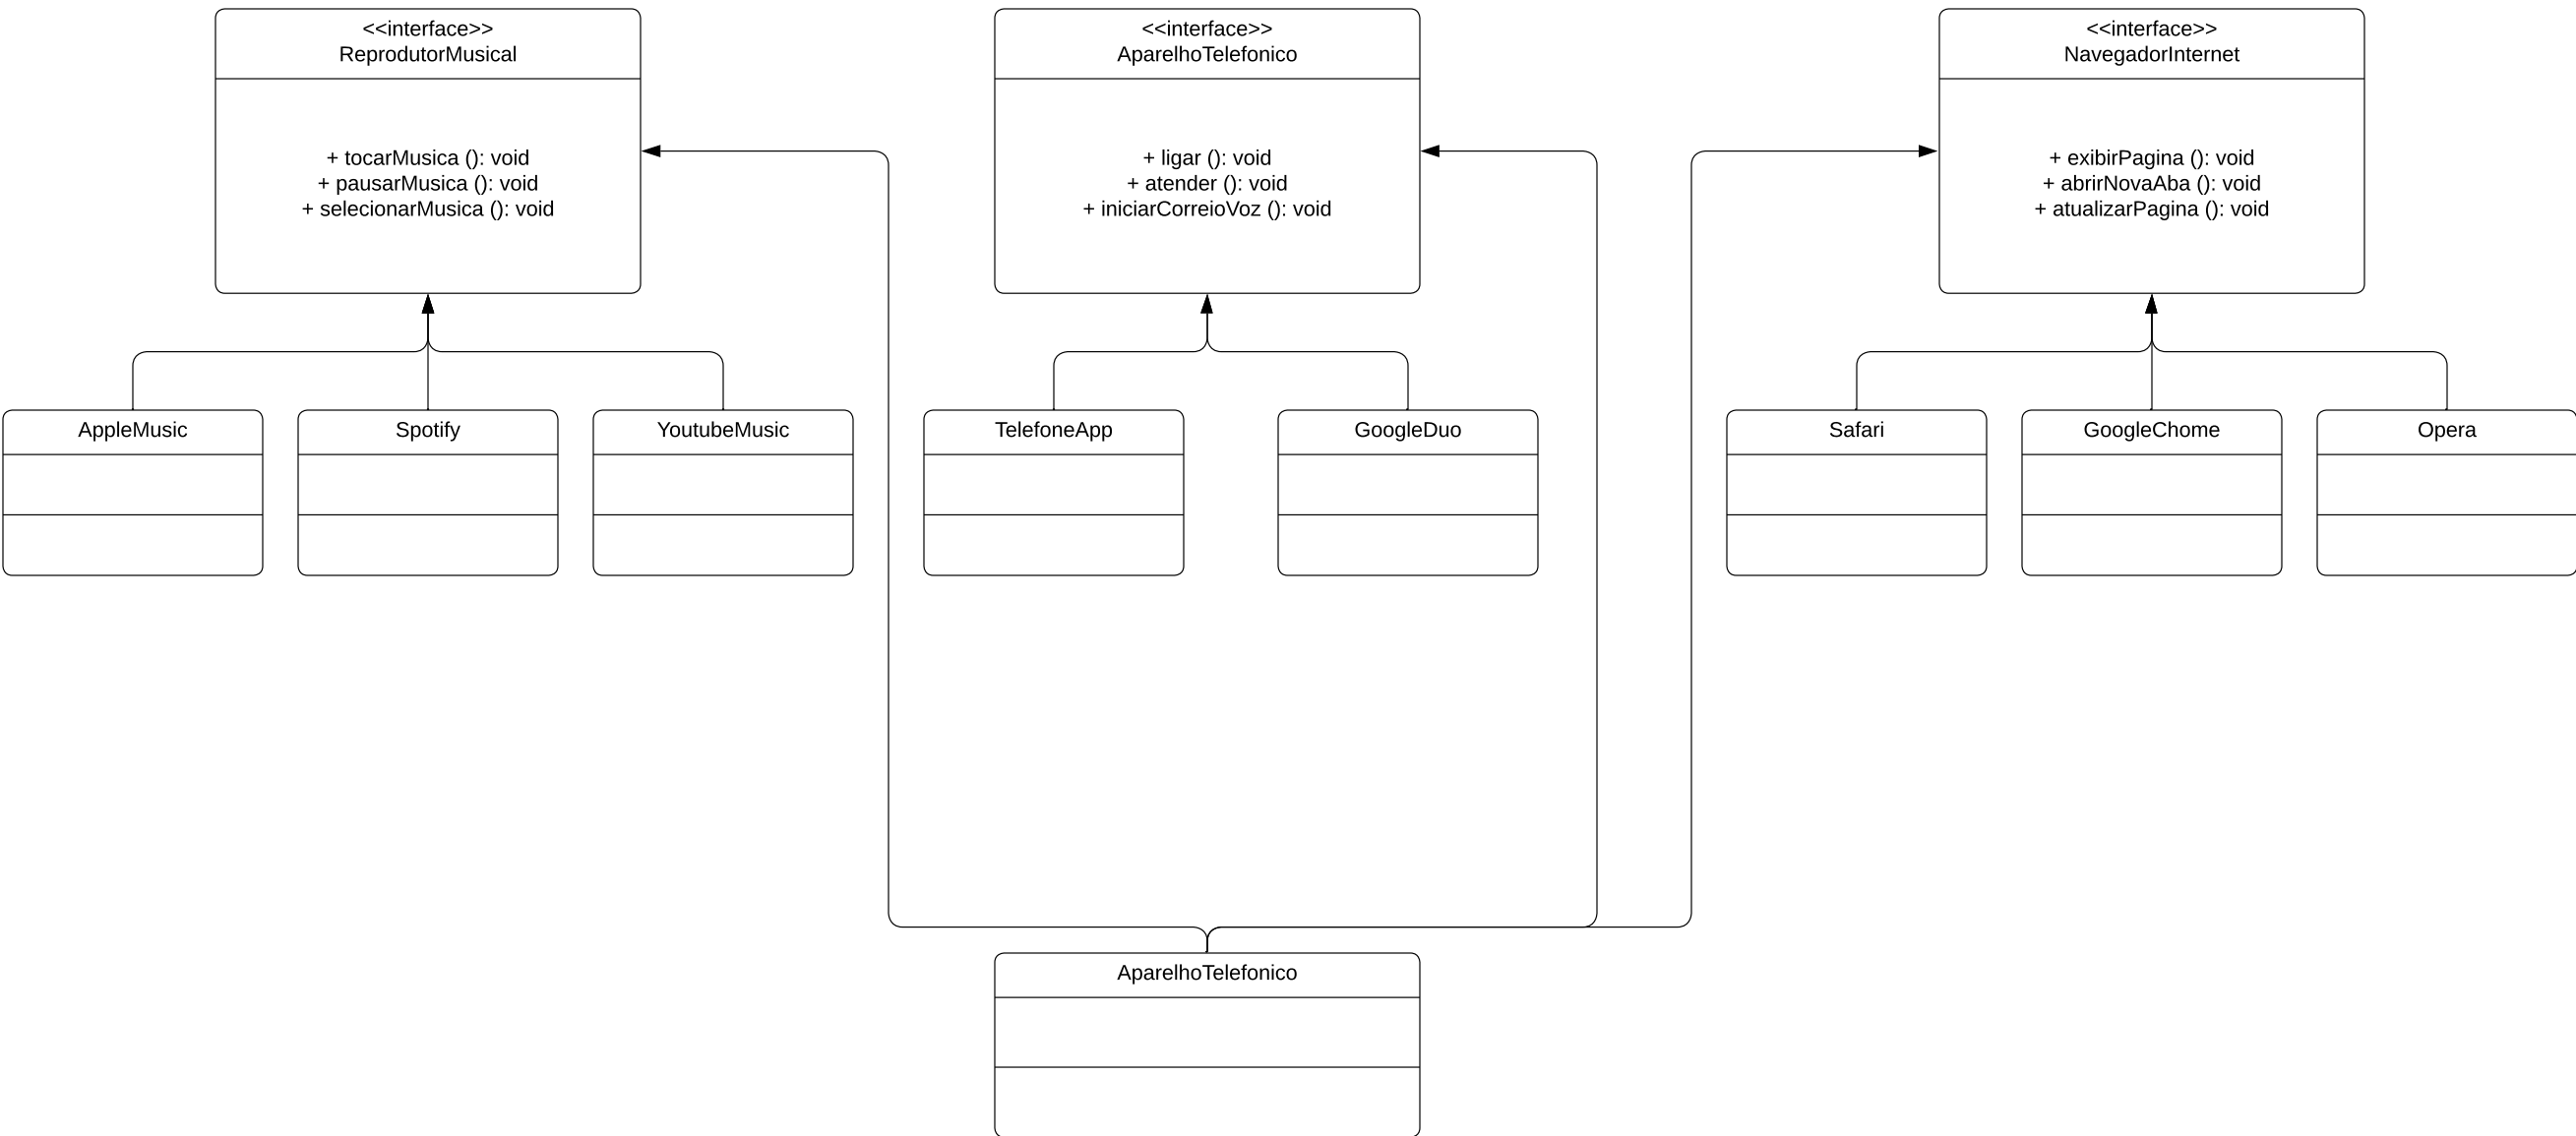 <<interface>>
ReprodutorMusical
+ tocarMusica (): void
+ pausarMusica (): void
+ selecionarMusica (): void
<<interface>>
AparelhoTelefonico
+ ligar (): void
+ atender (): void
+ iniciarCorreioVoz (): void
<<interface>>
NavegadorInternet
+ exibirPagina (): void
+ abrirNovaAba (): void
+ atualizarPagina (): void
AppleMusic
Spotify
YoutubeMusic
TelefoneApp
GoogleDuo
Safari
GoogleChome
Opera
AparelhoTelefonico